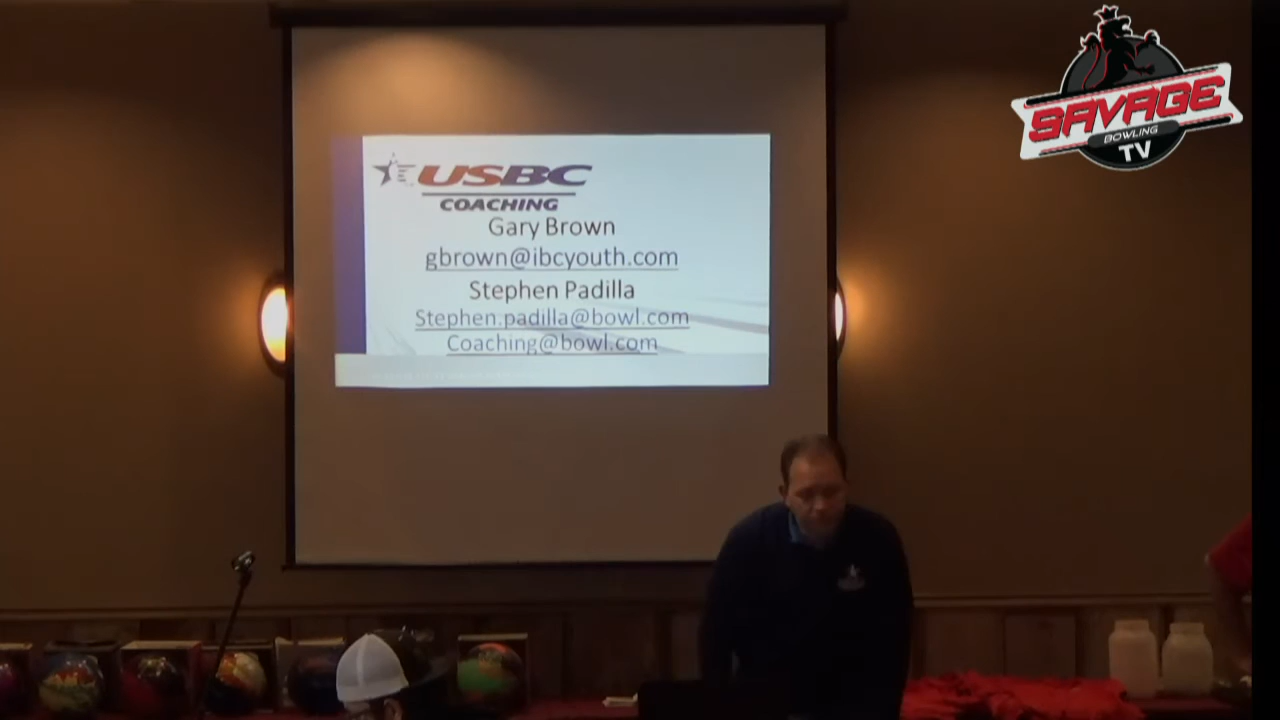 SAVAGE
BOWLING
TV
USBC
COACHING
Gary Brown
gbrown@ibcyouth.com
Stephen Padilla
Stephen.padilla@bowl.com
Coaching@bowl.com